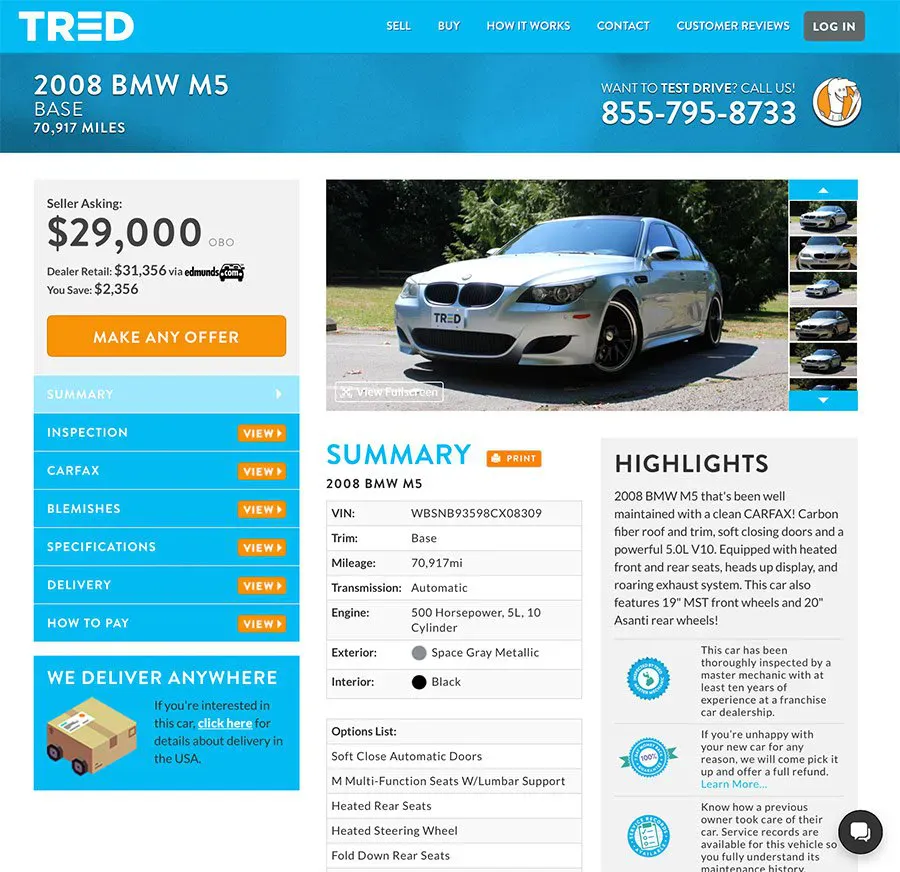 TRED
SELL
BUY
HOW IT WORKS
CONTACT
CUSTOMER REVIEWS
LOG IN
2008 BMW M5
BASE
70,917 MILES
WANT TO TEST DRIVE? CALL US!
855-795-8733
Seller Asking:
$29,000 OBO
Dealer Retail: $31,356 via edmunds.com
You Save: $2,356
MAKE ANY OFFER
SUMMARY
INSPECTION VIEW
CARFAX VIEW
BLEMISHES VIEW
SPECIFICATIONS VIEW
DELIVERY VIEW
HOW TO PAY VIEW
WE DELIVER ANYWHERE
If you're interested in
this car, click here for
details about delivery in
the USA.
TRED
View Fullscreen
SUMMARY PRINT
2008 BMW M5
VIN: WBSNB93598CX08309
Trim: Base
Mileage: 70,917mi
Transmission: Automatic
Engine: 500 Horsepower, 5L, 10
Cylinder
Exterior: Space Gray Metallic
Interior: Black
Options List:
Soft Close Automatic Doors
M Multi-Function Seats W/Lumbar Support
Heated Rear Seats
Heated Steering Wheel
Fold Down Rear Seats
HIGHLIGHTS
2008 BMW M5 that's been well
maintained with a clean CARFAX! Carbon
fiber roof and trim, soft closing doors and a
powerful 5.0L V10. Equipped with heated
front and rear seats, heads up display, and
roaring exhaust system. This car also
features 19" MST front wheels and 20"
Asanti rear wheels!
This car has been
thoroughly inspected by a
master mechanic with at
least ten years of
experience at a franchise
car dealership.
100%
If you're unhappy with
your new car for any
reason, we will come pick it
up and offer a full refund.
Learn More...
SERVICE RECORDS
AVAILABLE
Know how a previous
owner took care of their
car. Service records are
available for this vehicle so
you fully understand its
maintenance history.